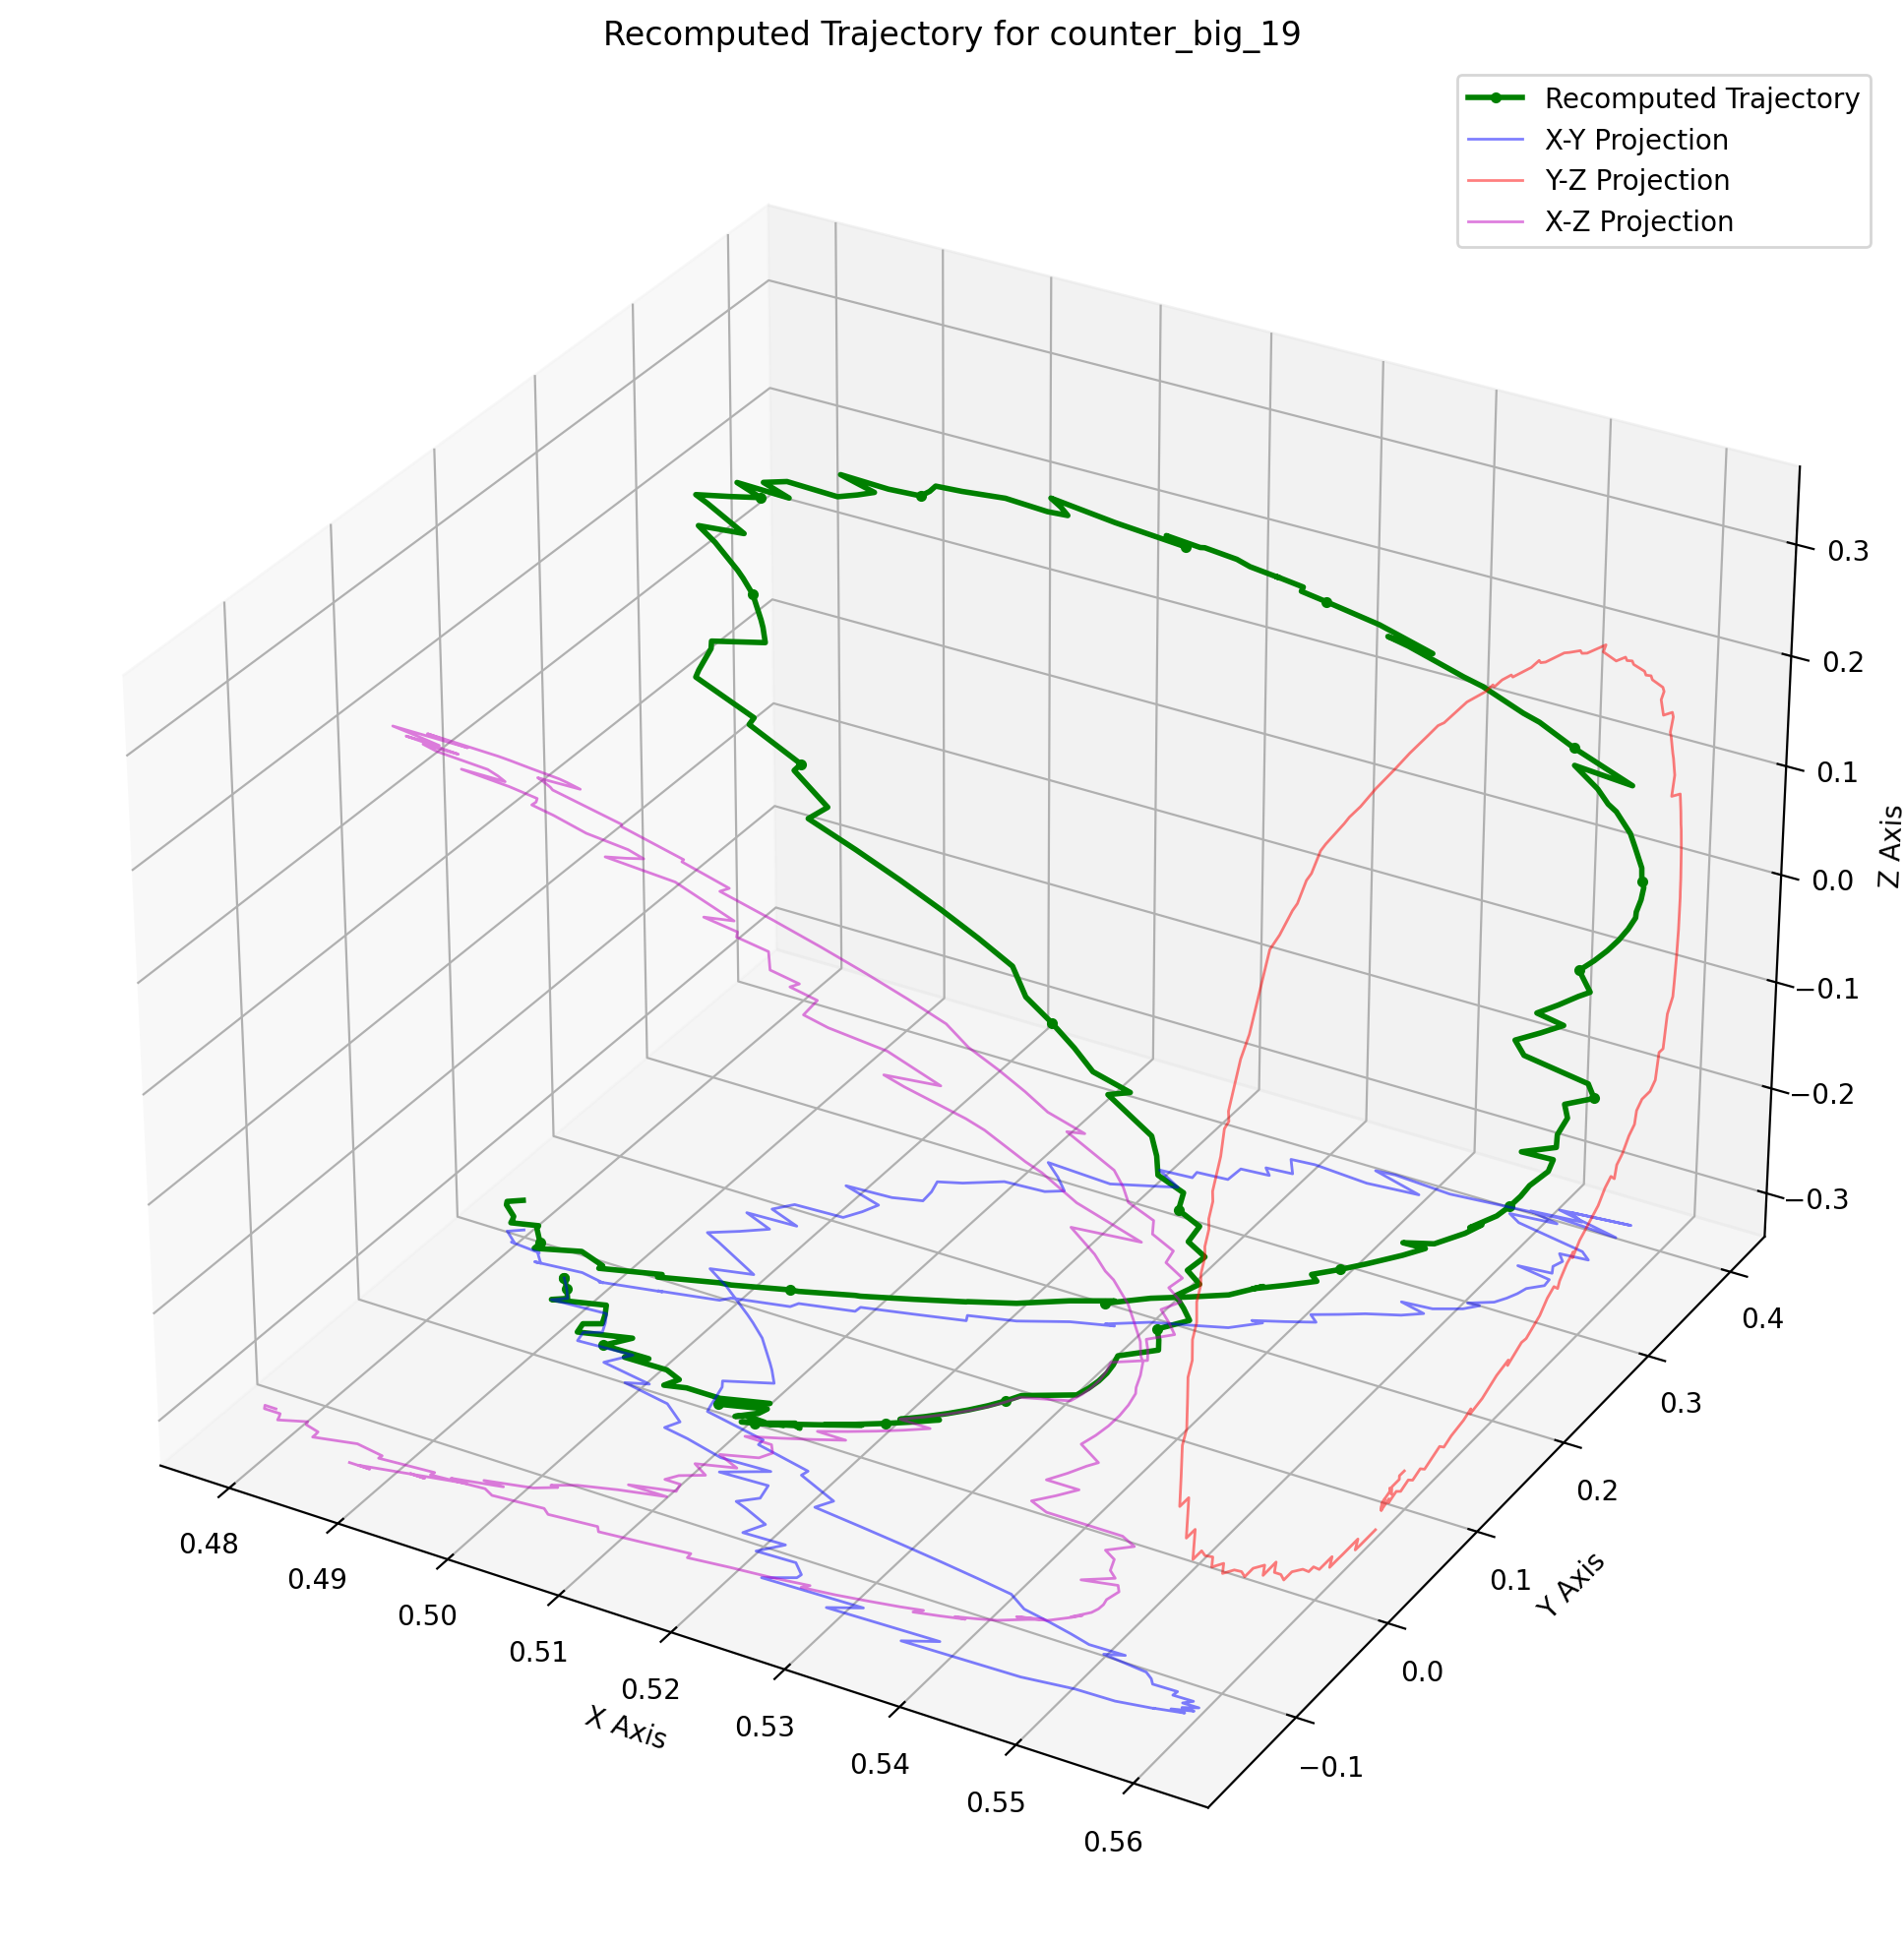 Recomputed Trajectory for counter_big_19
Recomputed Trajectory
X-Y Projection
Y-Z Projection
X-Z Projection
0.3
0.2
0.1
0.0
−0.1
−0.2
−0.3
Z Axis
0.4
0.3
0.2
0.1
0.0
−0.1
Y Axis
0.48
0.49
0.50
0.51
0.52
0.53
0.54
0.55
0.56
X Axis